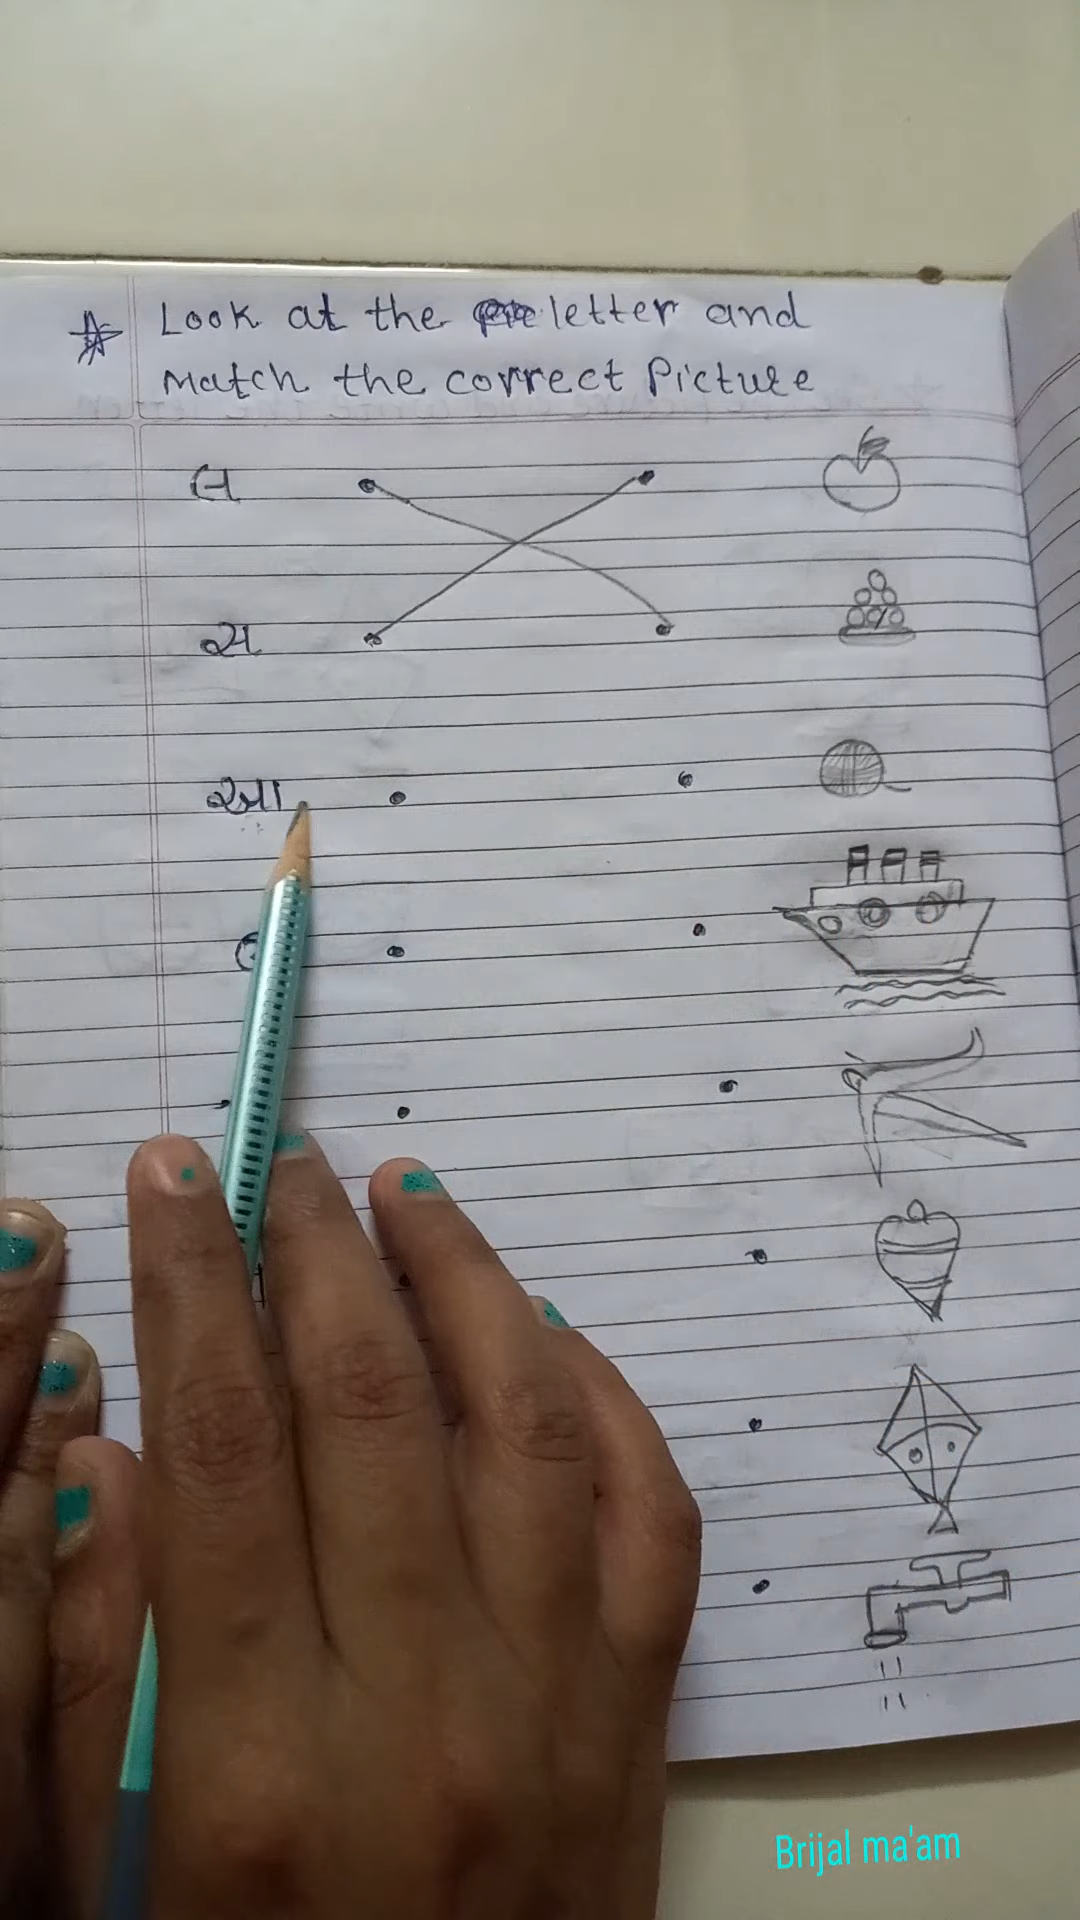 Look at the letter and
Match the correct Picture
લ
સ
આ
Brijal ma'am